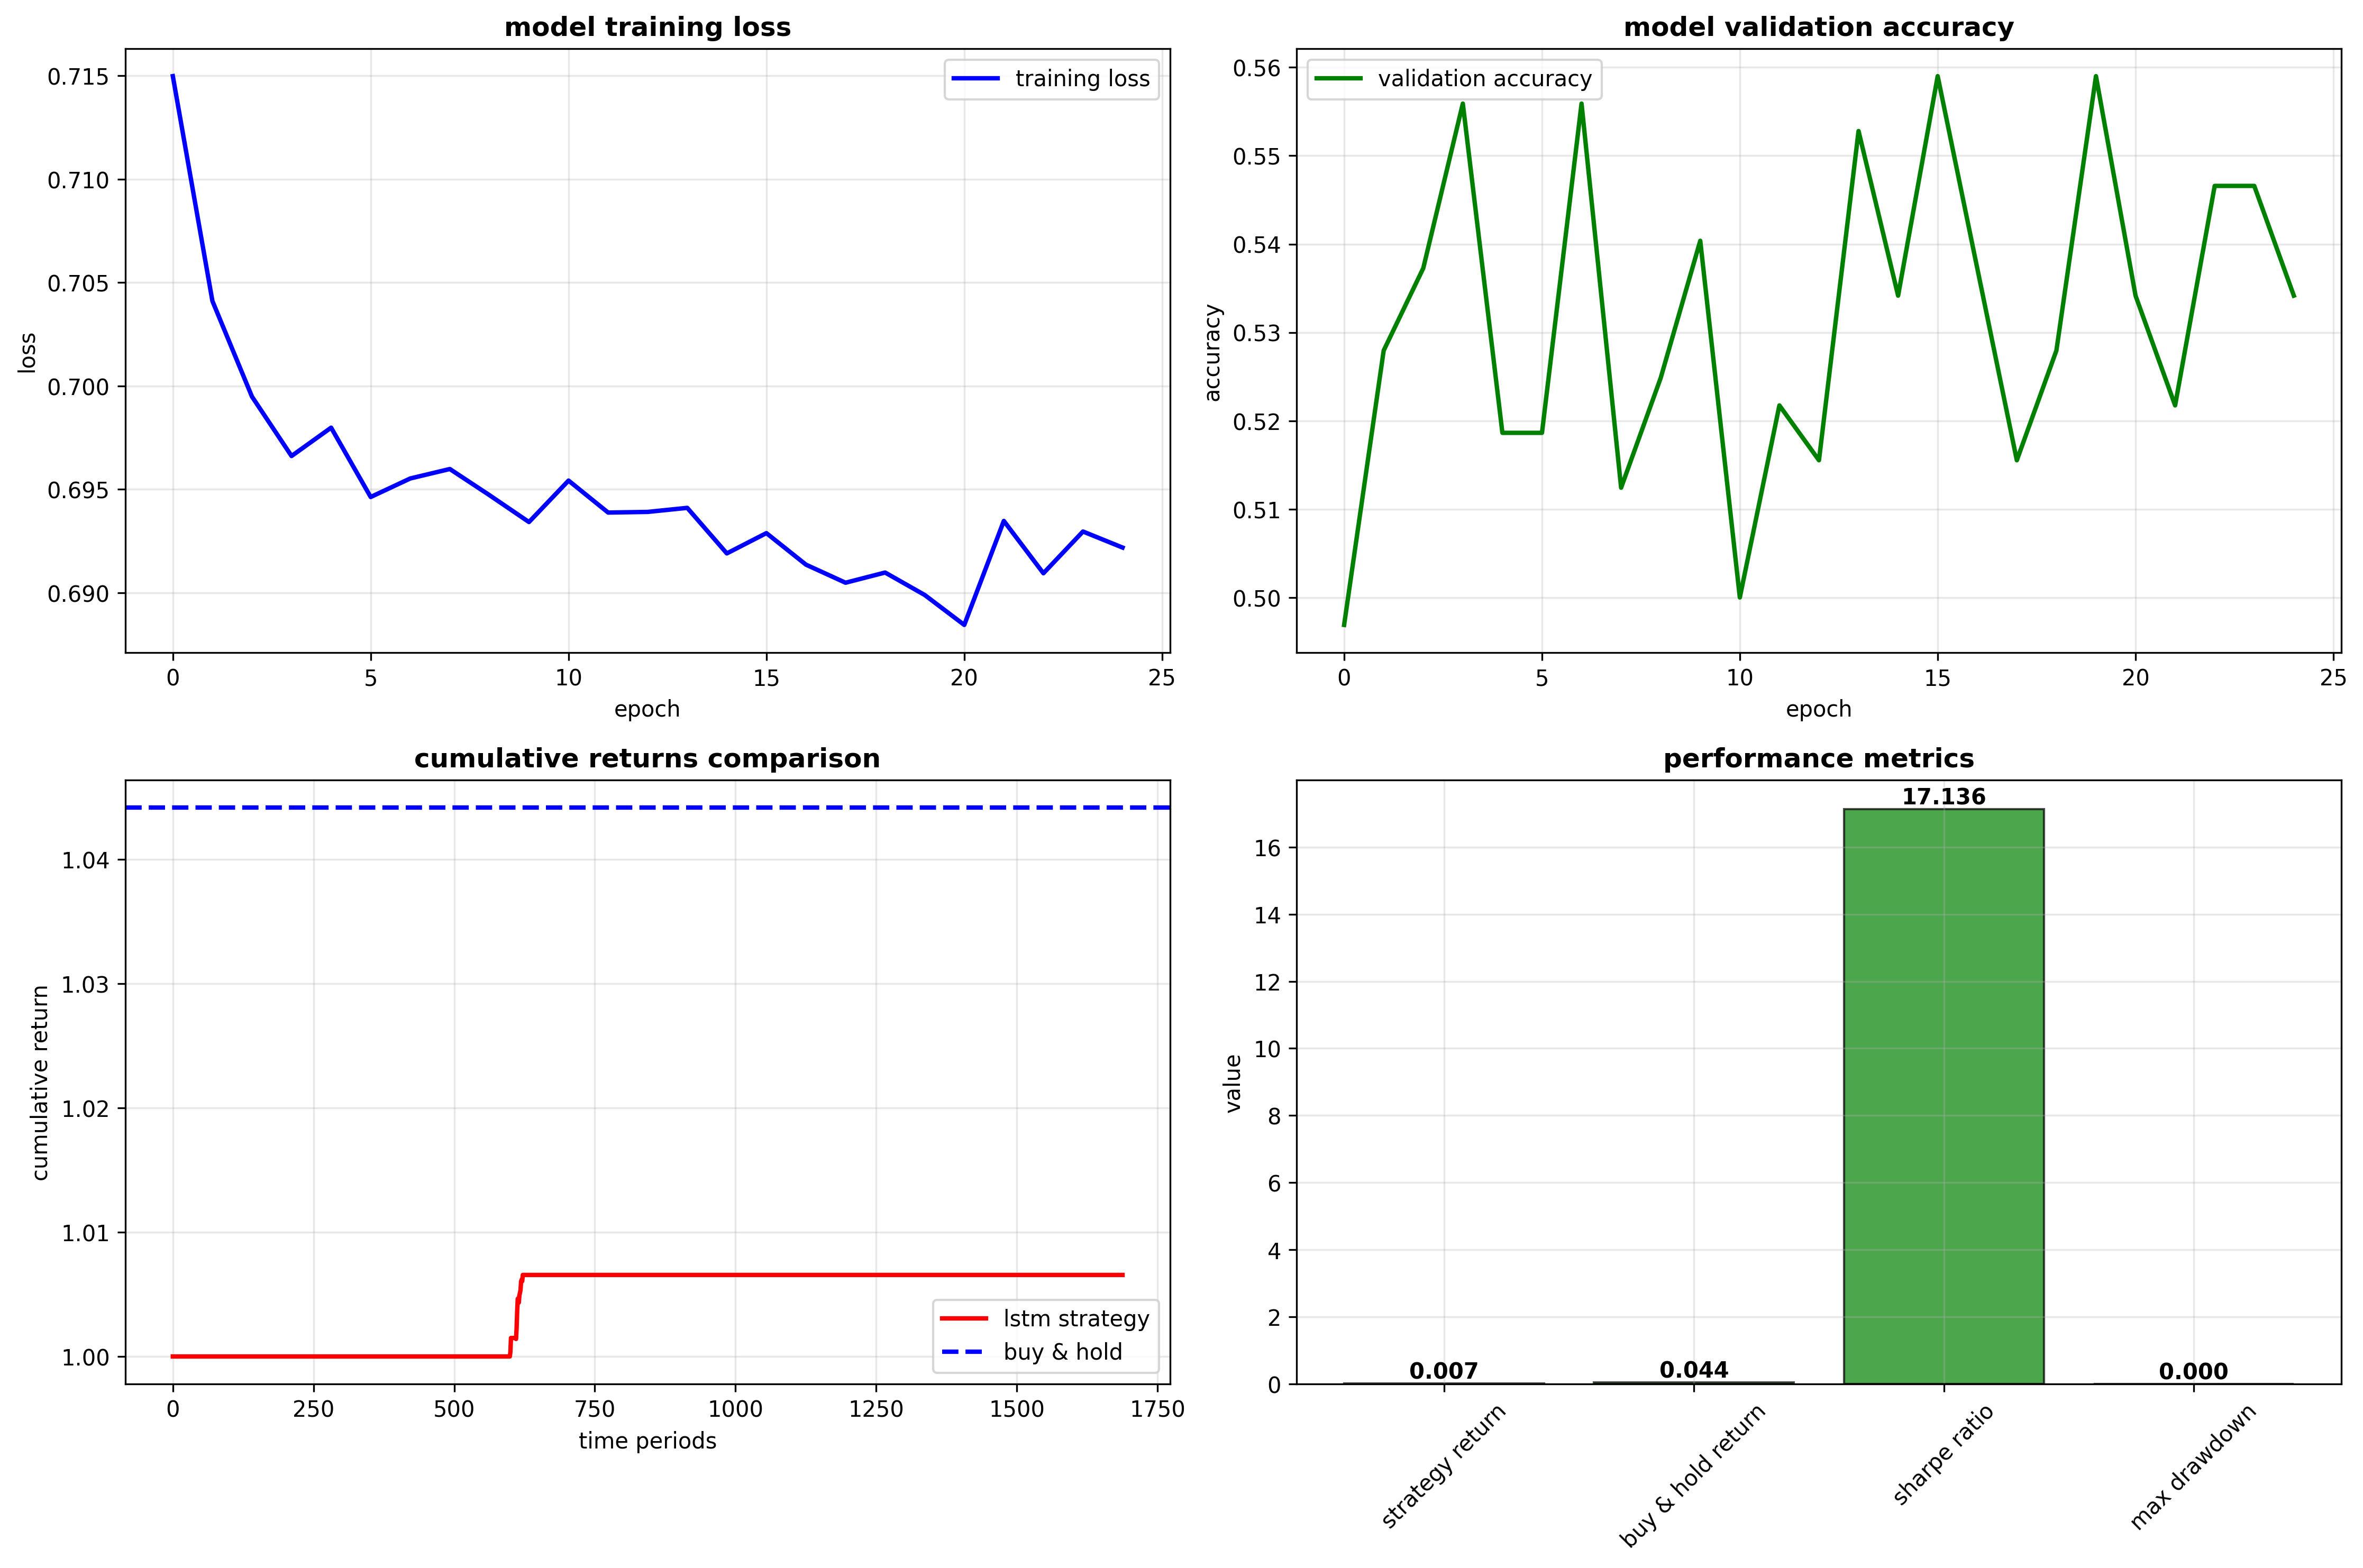 model training loss
training loss
0.715
0.710
0.705
0.700
0.695
0.690
loss
0 5 10 15 20 25
epoch
model validation accuracy
validation accuracy
0.56
0.55
0.54
0.53
0.52
0.51
0.50
accuracy
0 5 10 15 20 25
epoch
cumulative returns comparison
1.04
1.03
1.02
1.01
1.00
cumulative return
lstm strategy
buy & hold
0 250 500 750 1000 1250 1500 1750
time periods
performance metrics
17.136
16
14
12
10
8
6
4
2
0
value
0.007 0.044 0.000
strategy return
buy & hold return
sharpe ratio
max drawdown